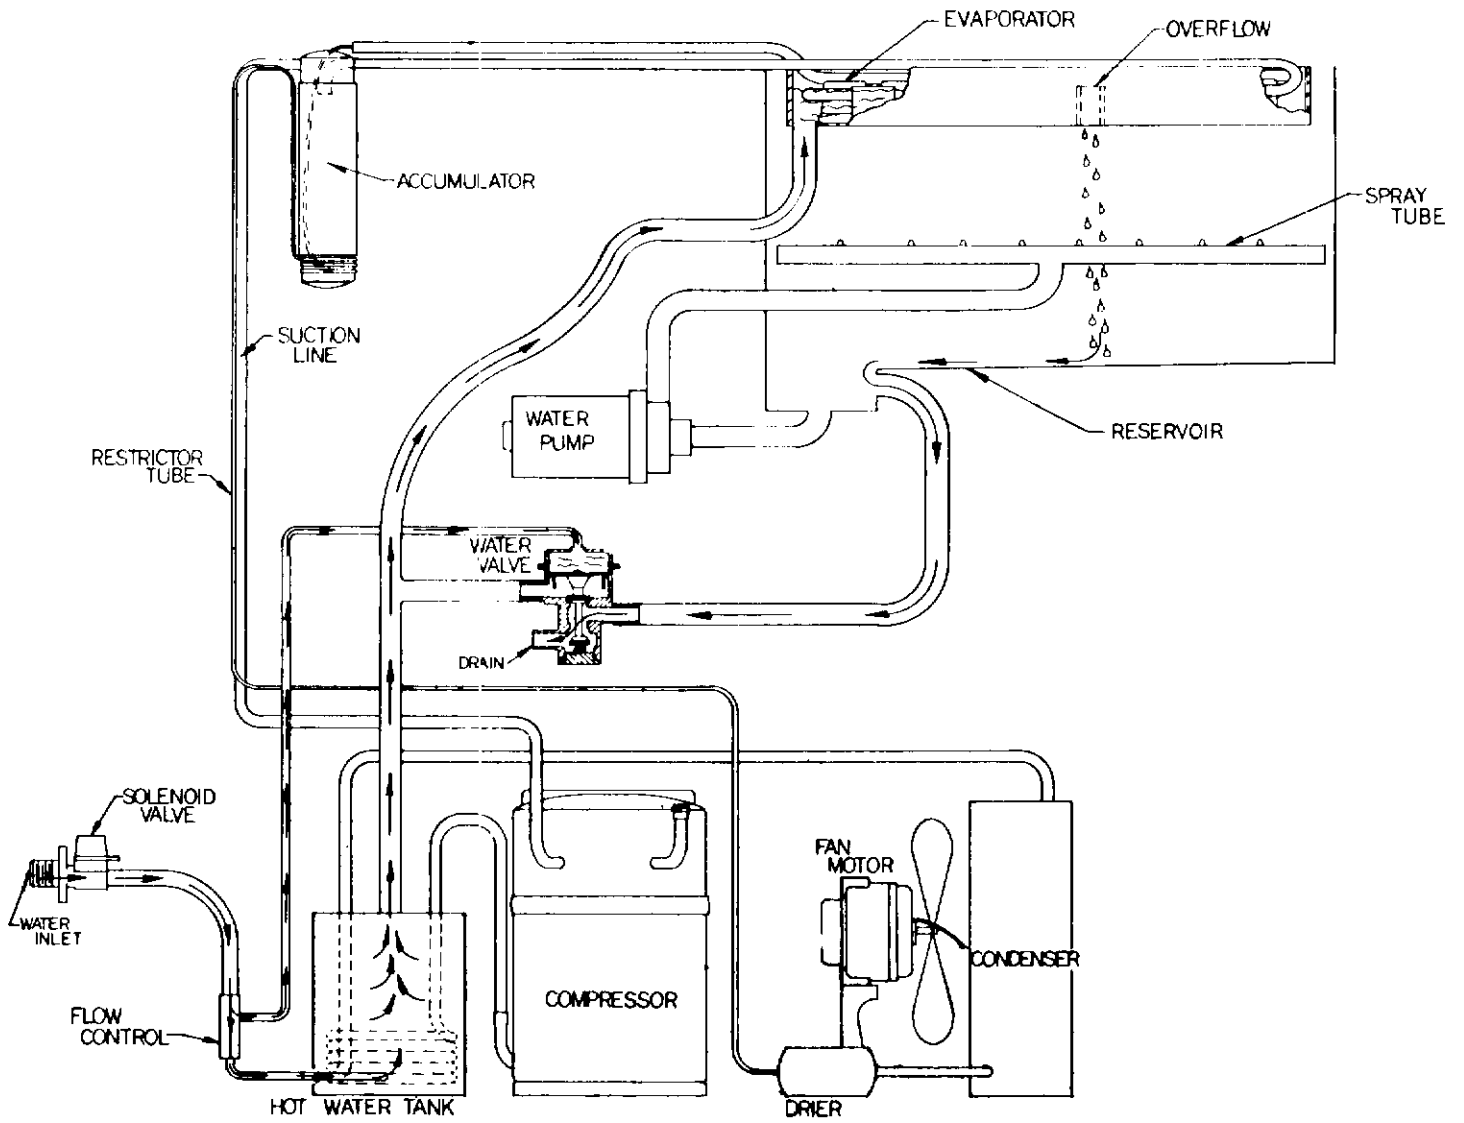 EVAPORATOR
OVERFLOW
ACCUMULATOR
SPRAY
TUBE
SUCTION
LINE
WATER
PUMP
RESERVOIR
RESTRICTOR
TUBE
WATER
VALVE
DRAIN
SOLENOID
VALVE
FAN
MOTOR
WATER
INLET
CONDENSER
COMPRESSOR
FLOW
CONTROL
HOT WATER TANK
DRIER